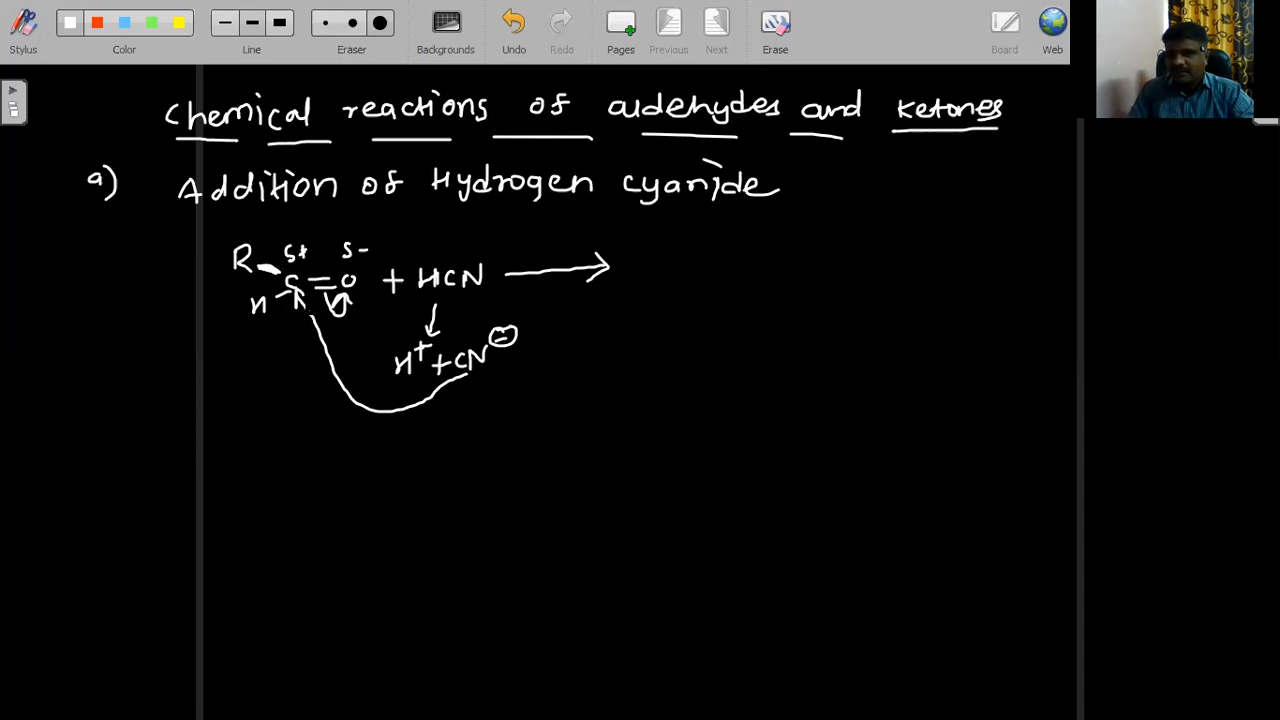 Stylus Color Line Eraser Backgrounds Undo Redo Pages Previous Next Erase Board Web
Chemical reactions of aldehydes and ketones
a) Addition of Hydrogen cyanide
R δ+ δ-
C = O + HCN
H
H+ + CN-